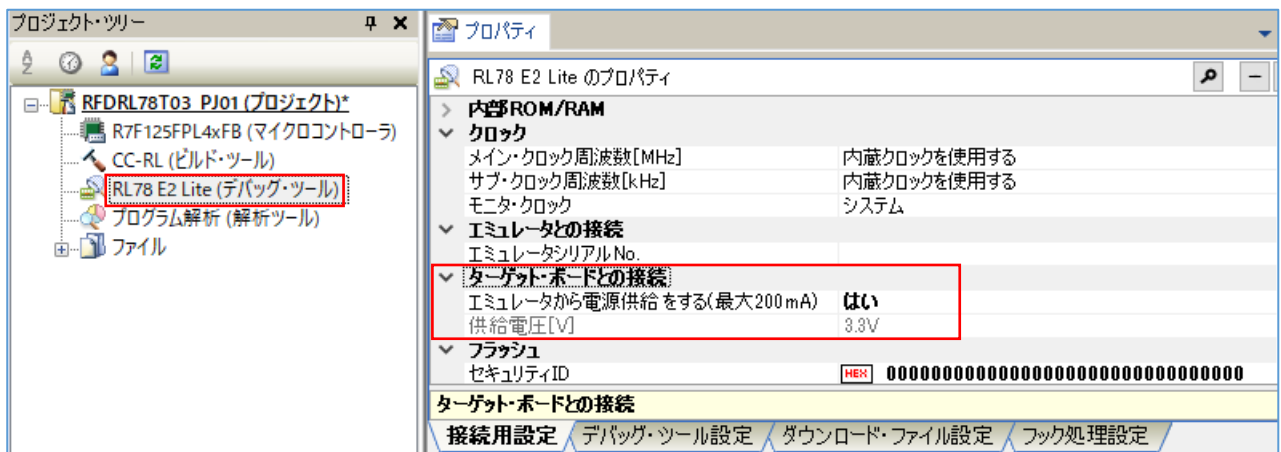 プロジェクト・ツリー
RFDRL78T03_PJ01 (プロジェクト)*
R7F125FPL4xFB (マイクロコントローラ)
CC-RL (ビルド・ツール)
RL78 E2 Lite (デバッグ・ツール)
プログラム解析 (解析ツール)
ファイル
プロパティ
RL78 E2 Lite のプロパティ
内部ROM/RAM
クロック
メイン・クロック周波数[MHz] 内蔵クロックを使用する
サブ・クロック周波数[kHz] 内蔵クロックを使用する
モニタ・クロック システム
エミュレータとの接続
エミュレータシリアルNo.
ターゲット・ボードとの接続
エミュレータから電源供給をする(最大200mA) はい
供給電圧[V] 3.3V
フラッシュ
セキュリティID HEX 00000000000000000000000000000000
ターゲット・ボードとの接続
接続用設定 デバッグ・ツール設定 ダウンロード・ファイル設定 フック処理設定